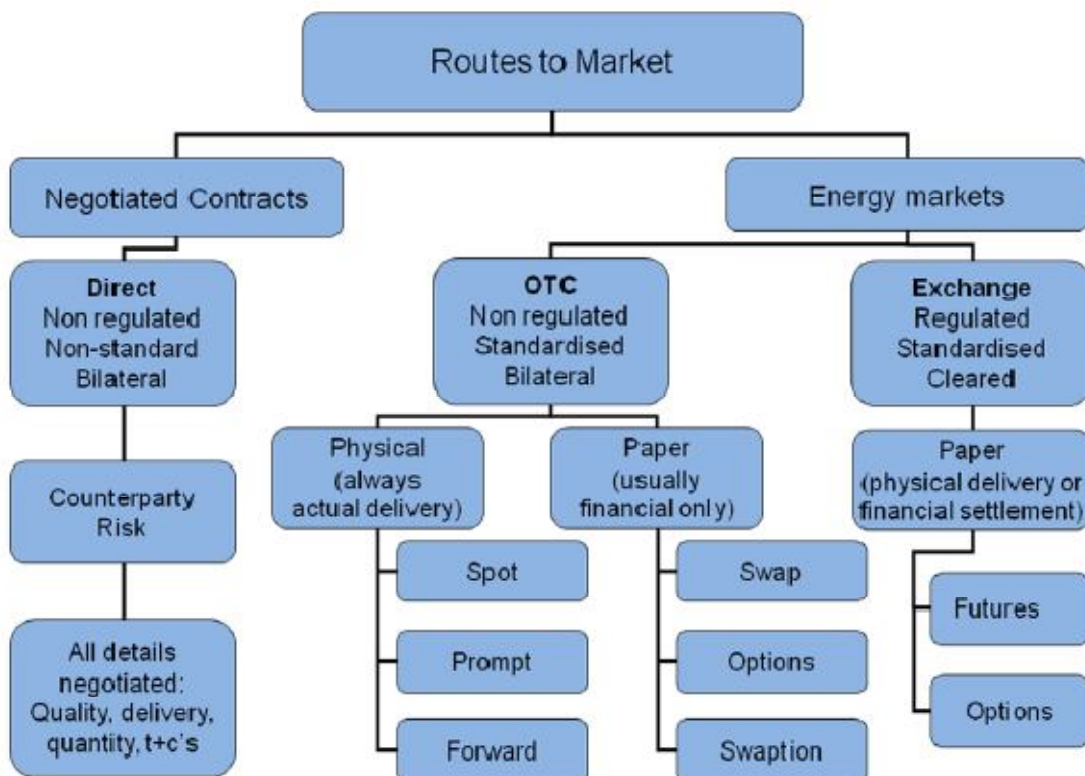 Routes to Market
Negotiated Contracts
Energy markets
Direct
Non regulated
Non-standard
Bilateral
OTC
Non regulated
Standardised
Bilateral
Exchange
Regulated
Standardised
Cleared
Counterparty
Risk
Physical
(always
actual delivery)
Paper
(usually
financial only)
Paper
(physical delivery or
financial settlement)
Spot
Swap
Futures
Prompt
Options
Options
Forward
Swaption
All details
negotiated:
Quality, delivery,
quantity, t+c's